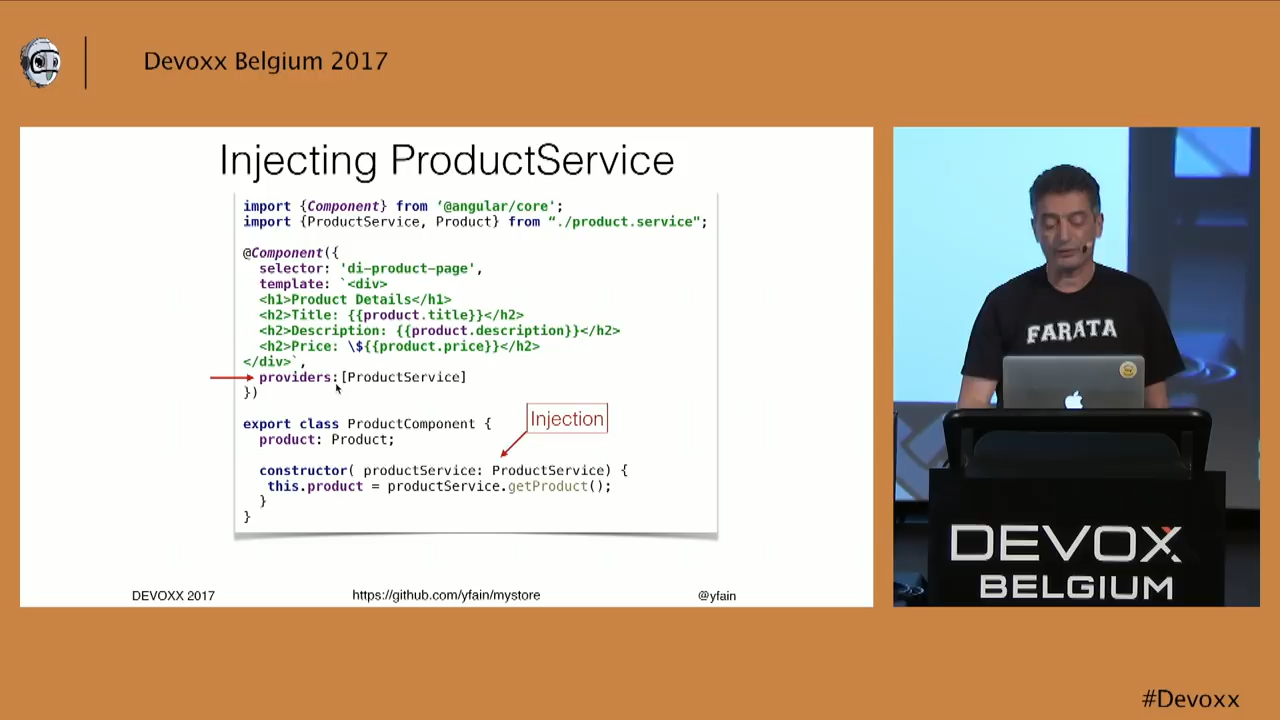 Devoxx Belgium 2017
Injecting ProductService
import {Component} from ‘@angular/core';
import {ProductService, Product} from “./product.service";
@Component({
selector: 'di-product-page',
template: `<div>
<h1>Product Details</h1>
<h2>Title: {{product.title}}</h2>
<h2>Description: {{product.description}}</h2>
<h2>Price: \${{product.price}}</h2>
</div>`,
providers:[ProductService]
})
export class ProductComponent {
product: Product;
Injection
constructor( productService: ProductService) {
this.product = productService.getProduct();
}
}
DEVOXX 2017
https://github.com/yfain/mystore
@yfain
FARATA
DEVOXX
BELGIUM
#Devoxx